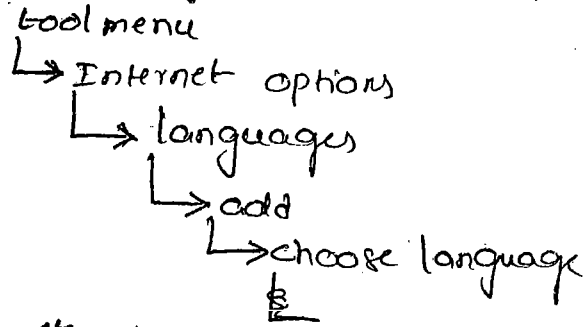 tool menu
Internet options
languages
add
choose language